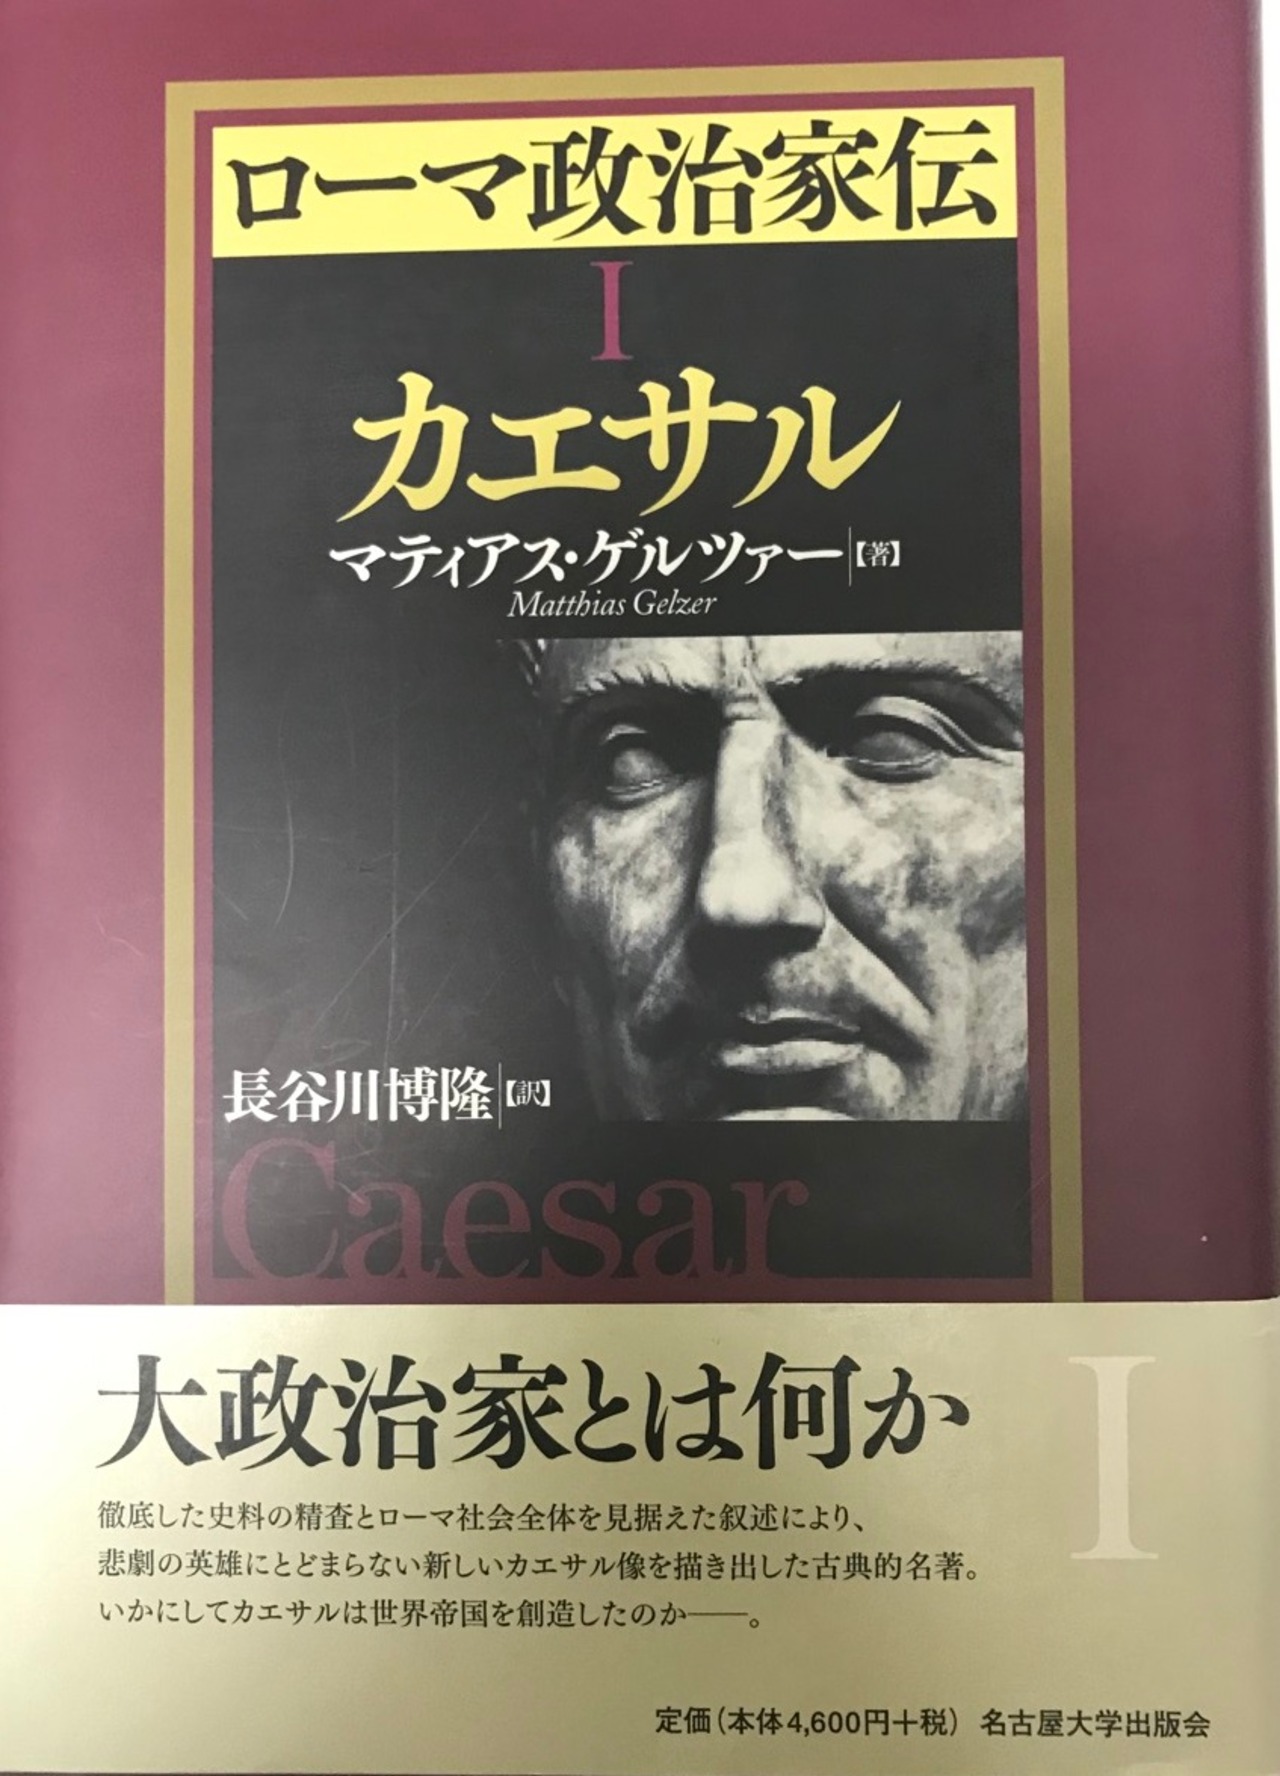 ローマ政治家伝
I
カエサル
マティアス・ゲルツァー【著】
Matthias Gelzer
長谷川博隆【訳】
Caesar
大政治家とは何か
I
徹底した史料の精査とローマ社会全体を見据えた叙述により、
悲劇の英雄にとどまらない新しいカエサル像を描き出した古典的名著。
いかにしてカエサルは世界帝国を創造したのか——。
定価(本体4,600円+税) 名古屋大学出版会